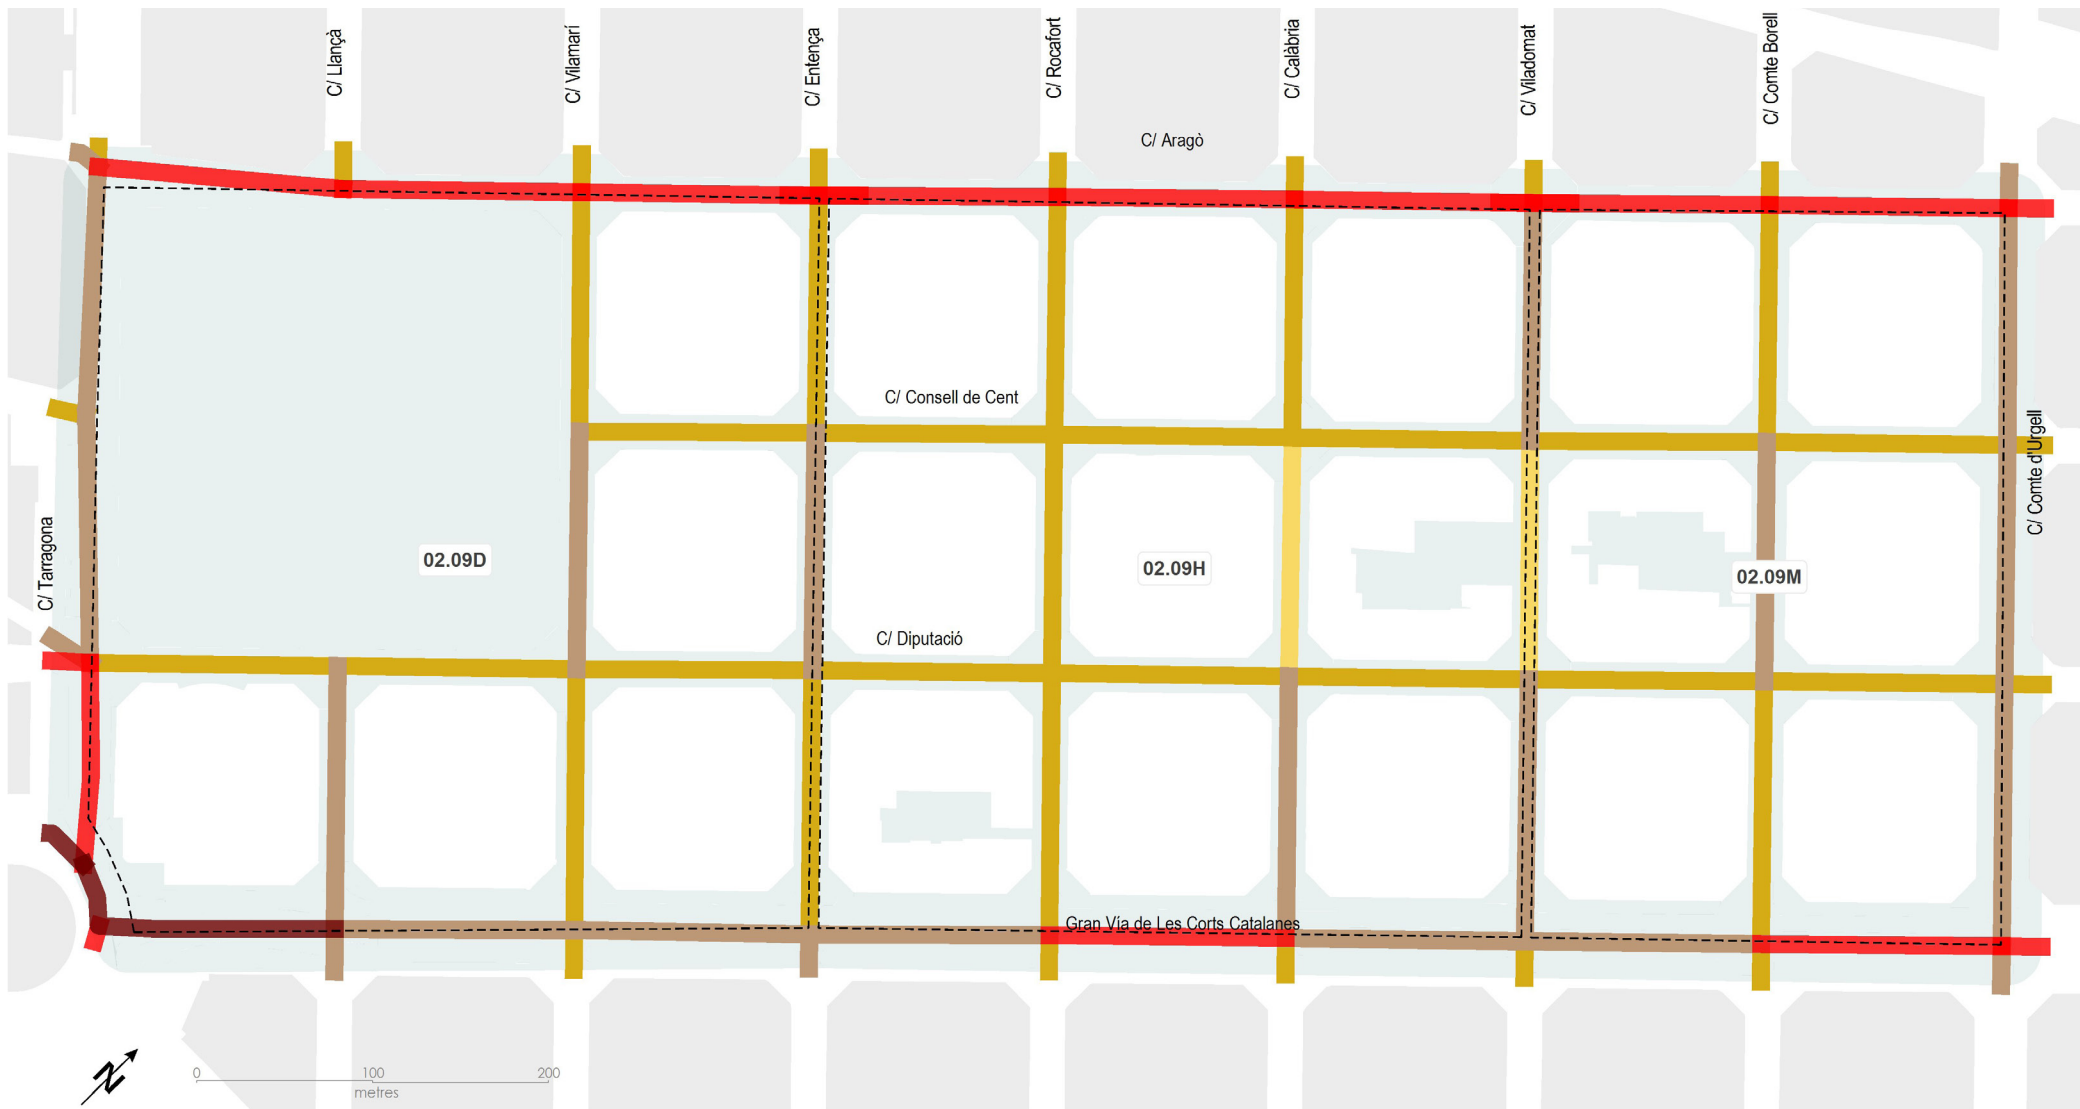 C/ Llançà
C/ Vilamarí
C/ Entença
C/ Rocafort
C/ Calàbria
C/ Viladomat
C/ Comte Borell
C/ Aragò
C/ Consell de Cent
C/ Comte d'Urgell
C/ Tarragona
02.09D
02.09H
02.09M
C/ Diputació
Gran Vía de Les Corts Catalanes
N
0 100 200
metres